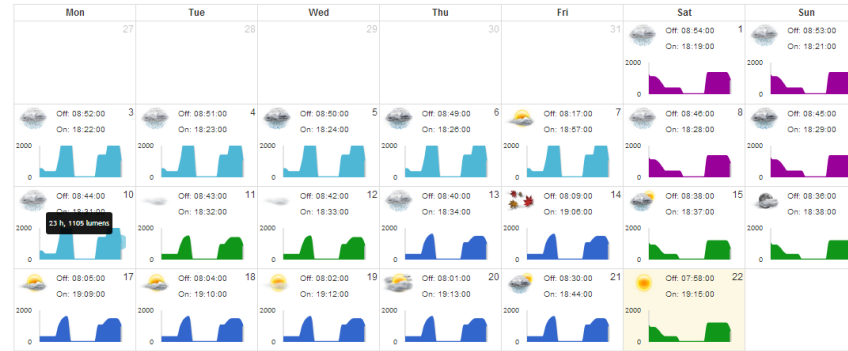 Mon Tue Wed Thu Fri Sat Sun
27 28 29 30 31 1
Off: 08:54:00
On: 18:19:00
2000
0
Off: 08:53:00
On: 18:21:00
2000
0
3
Off: 08:52:00
On: 18:22:00
2000
0
4
Off: 08:51:00
On: 18:23:00
2000
0
5
Off: 08:50:00
On: 18:24:00
2000
0
6
Off: 08:49:00
On: 18:26:00
2000
0
7
Off: 08:17:00
On: 18:57:00
2000
0
8
Off: 08:46:00
On: 18:28:00
2000
0
Off: 08:45:00
On: 18:29:00
2000
0
10
Off: 08:44:00
23 h, 1105 lumens
2000
0
11
Off: 08:43:00
On: 18:32:00
2000
0
12
Off: 08:42:00
On: 18:33:00
2000
0
13
Off: 08:40:00
On: 18:34:00
2000
0
14
Off: 08:09:00
On: 19:06:00
2000
0
15
Off: 08:38:00
On: 18:37:00
2000
0
Off: 08:36:00
On: 18:38:00
2000
0
17
Off: 08:05:00
On: 19:09:00
2000
0
18
Off: 08:04:00
On: 19:10:00
2000
0
19
Off: 08:02:00
On: 19:12:00
2000
0
20
Off: 08:01:00
On: 19:13:00
2000
0
21
Off: 08:30:00
On: 18:44:00
2000
0
22
Off: 07:58:00
On: 19:15:00
2000
0